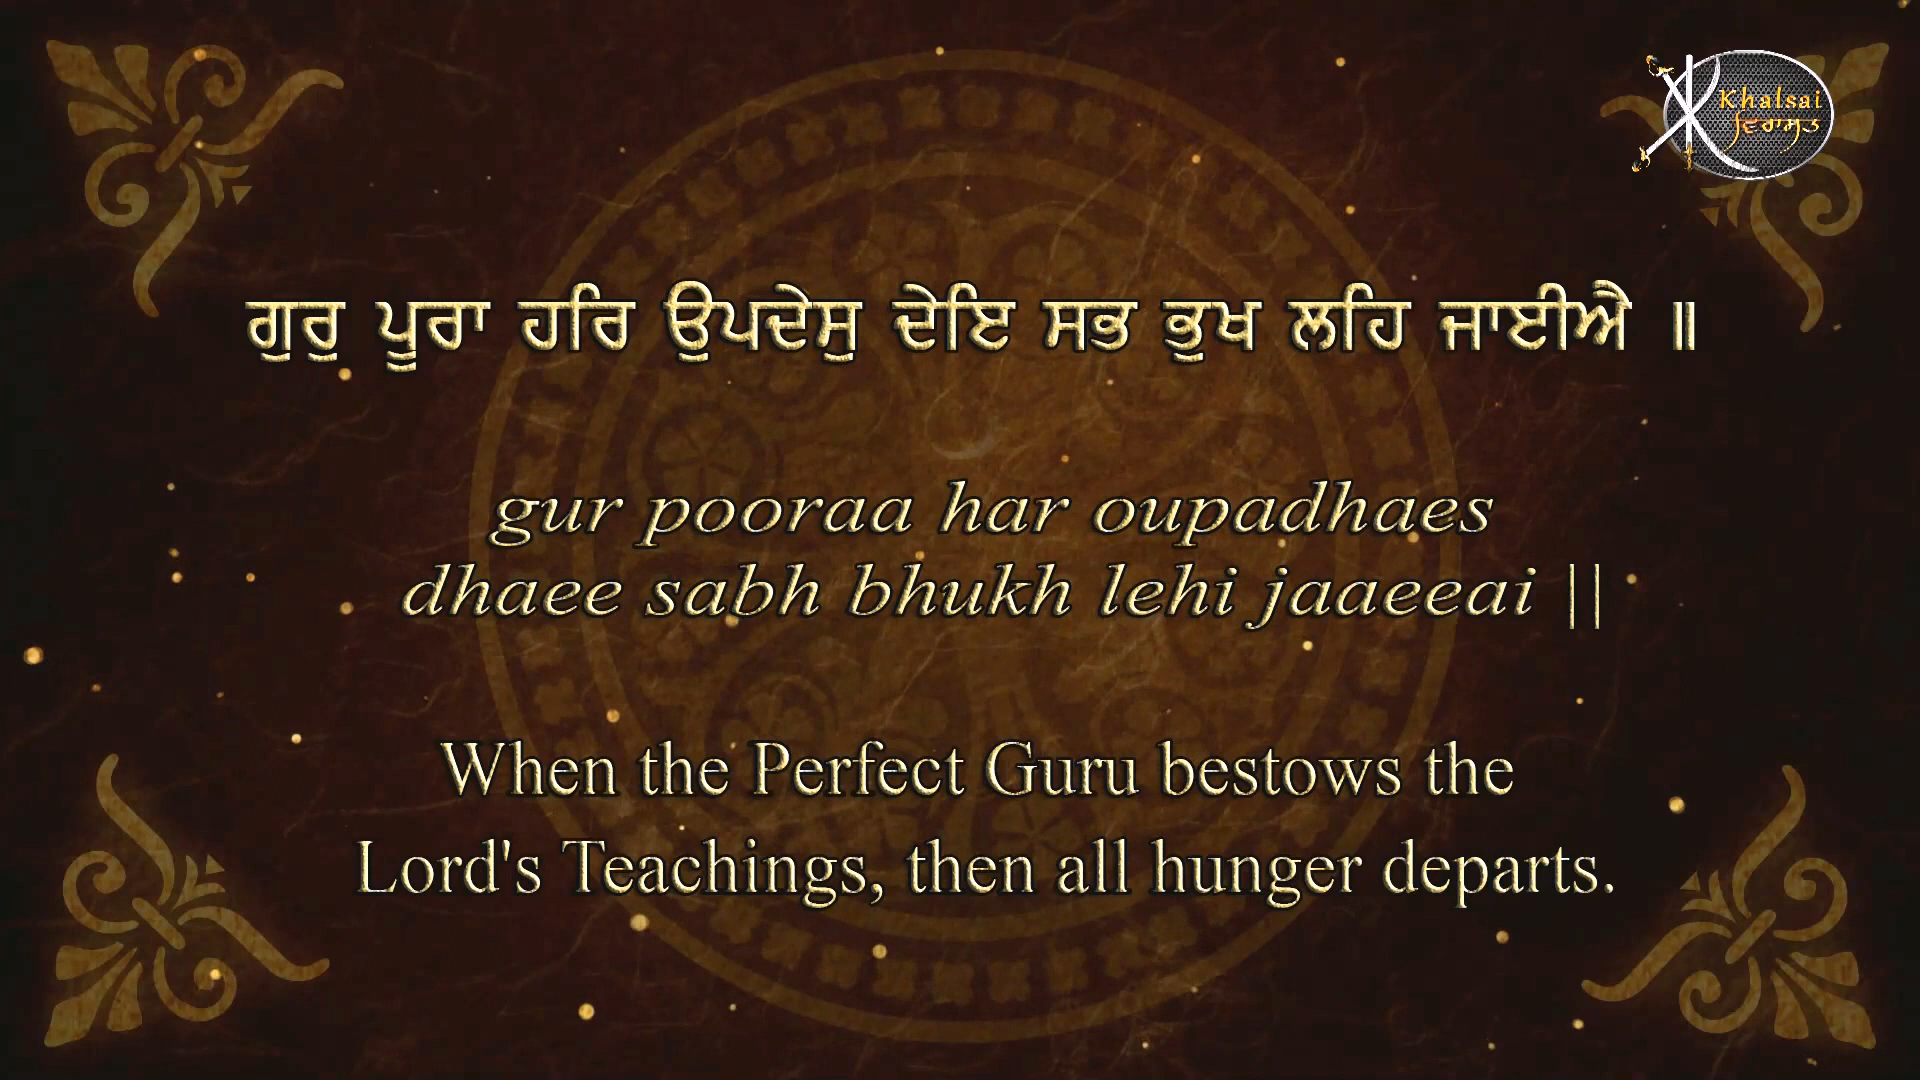 Khalsai
ਵਿਰਾਸਤ
ਗੁਰੁ ਪੂਰਾ ਹਰਿ ਉਪਦੇਸੁ ਦੇਇ ਸਭ ਭੁਖ ਲਹਿ ਜਾਈਐ ॥
gur pooraa har oupadhaes
dhaee sabh bhukh lehi jaaeeai ||
When the Perfect Guru bestows the
Lord's Teachings, then all hunger departs.